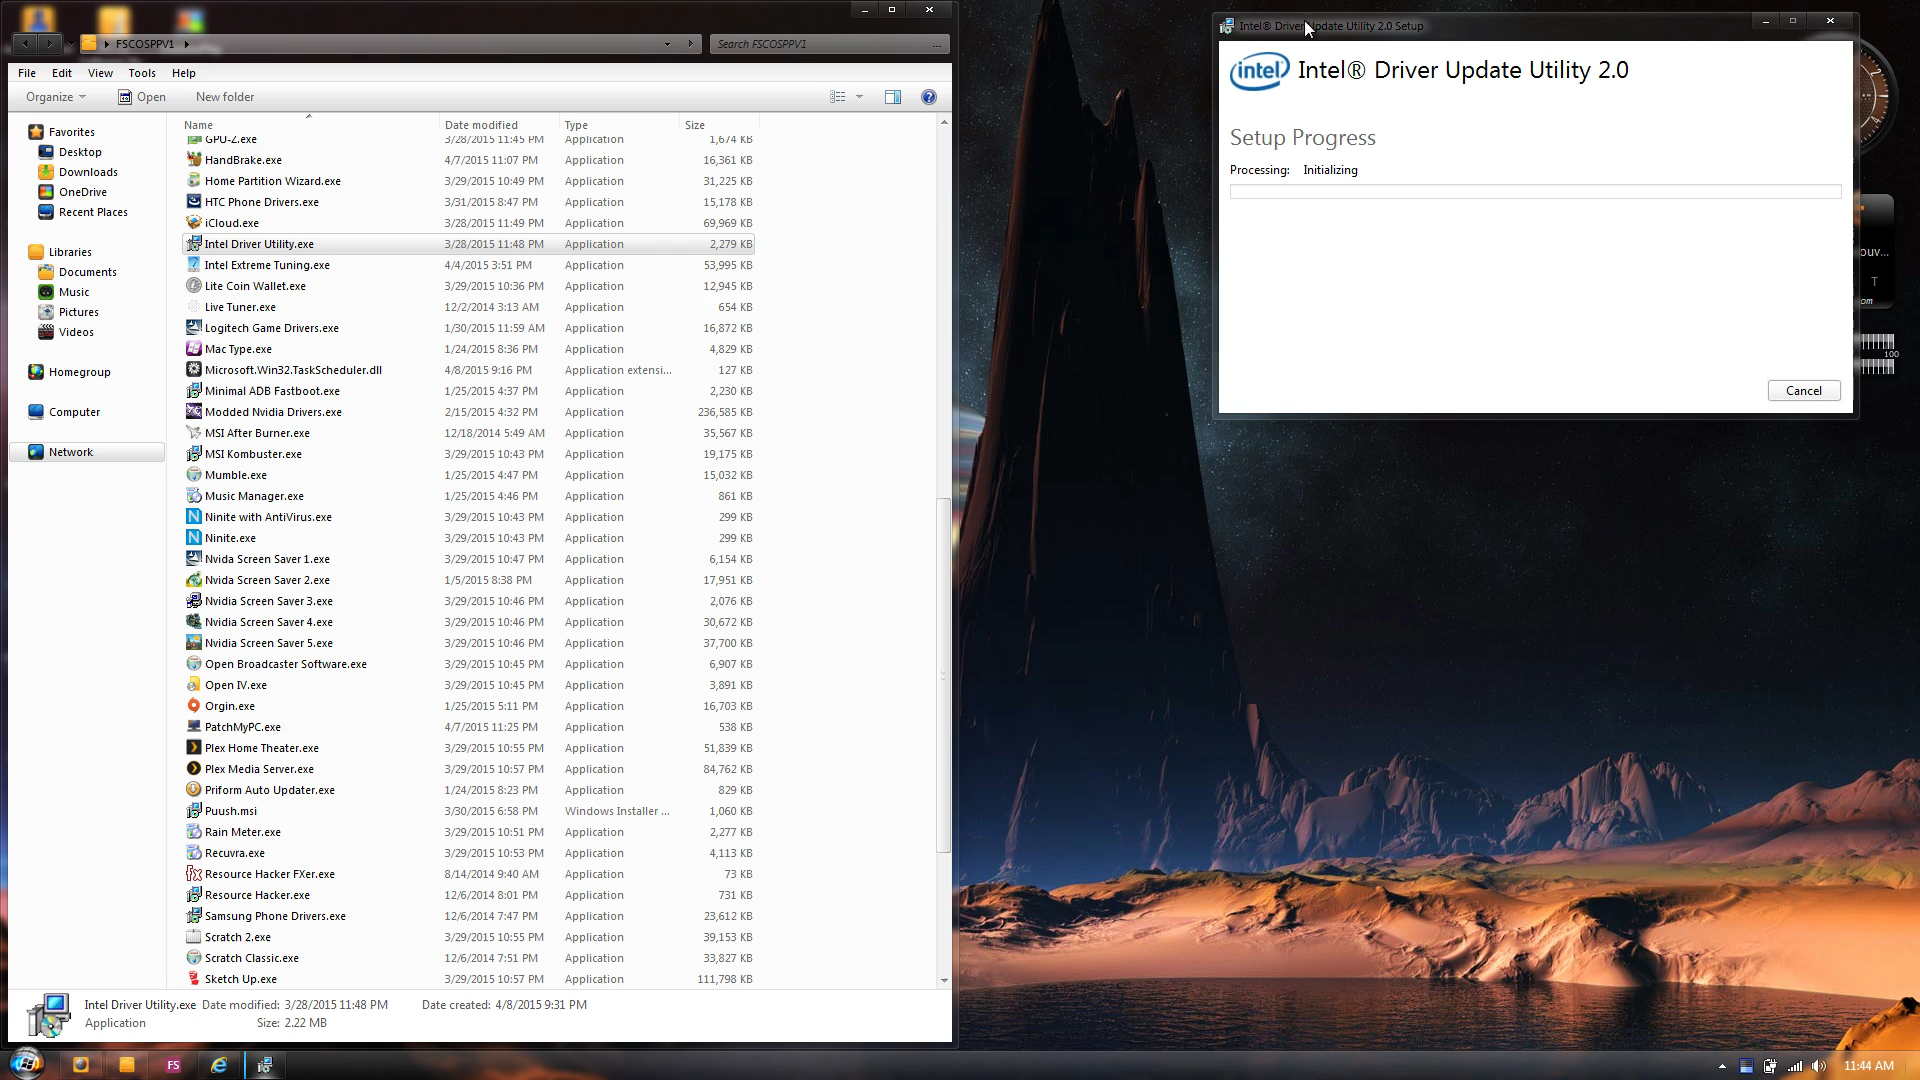 FSCOSPPV1
Search FSCOSPPV1
File Edit View Tools Help
Organize Open New folder
Favorites
Desktop
Downloads
OneDrive
Recent Places
Libraries
Documents
Music
Pictures
Videos
Homegroup
Computer
Network
Name Date modified Type Size
GPU-Z.exe 3/28/2015 11:45 PM Application 1,674 KB
HandBrake.exe 4/7/2015 11:07 PM Application 16,361 KB
Home Partition Wizard.exe 3/29/2015 10:49 PM Application 31,225 KB
HTC Phone Drivers.exe 3/31/2015 8:47 PM Application 15,178 KB
iCloud.exe 3/28/2015 11:49 PM Application 69,969 KB
Intel Driver Utility.exe 3/28/2015 11:48 PM Application 2,279 KB
Intel Extreme Tuning.exe 4/4/2015 3:51 PM Application 53,995 KB
Lite Coin Wallet.exe 3/29/2015 10:36 PM Application 12,945 KB
Live Tuner.exe 12/2/2014 3:13 AM Application 654 KB
Logitech Game Drivers.exe 1/30/2015 11:59 AM Application 16,872 KB
Mac Type.exe 1/24/2015 8:36 PM Application 4,829 KB
Microsoft.Win32.TaskScheduler.dll 4/8/2015 9:16 PM Application extensi... 127 KB
Minimal ADB Fastboot.exe 1/25/2015 4:37 PM Application 2,230 KB
Modded Nvidia Drivers.exe 2/15/2015 4:32 PM Application 236,585 KB
MSI After Burner.exe 12/18/2014 5:49 AM Application 35,567 KB
MSI Kombuster.exe 3/29/2015 10:43 PM Application 19,175 KB
Mumble.exe 1/25/2015 4:47 PM Application 15,032 KB
Music Manager.exe 1/25/2015 4:46 PM Application 861 KB
Ninite with AntiVirus.exe 3/29/2015 10:43 PM Application 299 KB
Ninite.exe 3/29/2015 10:43 PM Application 299 KB
Nvida Screen Saver 1.exe 3/29/2015 10:47 PM Application 6,154 KB
Nvida Screen Saver 2.exe 1/5/2015 8:38 PM Application 17,951 KB
Nvidia Screen Saver 3.exe 3/29/2015 10:46 PM Application 2,076 KB
Nvidia Screen Saver 4.exe 3/29/2015 10:46 PM Application 30,672 KB
Nvidia Screen Saver 5.exe 3/29/2015 10:46 PM Application 37,700 KB
Open Broadcaster Software.exe 3/29/2015 10:45 PM Application 6,907 KB
Open IV.exe 3/29/2015 10:45 PM Application 3,891 KB
Orgin.exe 1/25/2015 5:11 PM Application 16,703 KB
PatchMyPC.exe 4/7/2015 11:25 PM Application 538 KB
Plex Home Theater.exe 3/29/2015 10:55 PM Application 51,839 KB
Plex Media Server.exe 3/29/2015 10:57 PM Application 84,762 KB
Priform Auto Updater.exe 1/24/2015 8:23 PM Application 829 KB
Puush.msi 3/30/2015 6:58 PM Windows Installer ... 1,060 KB
Rain Meter.exe 3/29/2015 10:51 PM Application 2,277 KB
Recuvra.exe 3/29/2015 10:53 PM Application 4,113 KB
Resource Hacker FXer.exe 8/14/2014 9:40 AM Application 73 KB
Resource Hacker.exe 12/6/2014 8:01 PM Application 731 KB
Samsung Phone Drivers.exe 12/6/2014 7:47 PM Application 23,612 KB
Scratch 2.exe 3/29/2015 10:55 PM Application 39,153 KB
Scratch Classic.exe 12/6/2014 7:51 PM Application 33,827 KB
Sketch Up.exe 3/29/2015 10:57 PM Application 111,798 KB
Intel Driver Utility.exe Date modified: 3/28/2015 11:48 PM Date created: 4/8/2015 9:31 PM
Application Size: 2.22 MB
Intel® Driver Update Utility 2.0 Setup
intel Intel® Driver Update Utility 2.0
Setup Progress
Processing: Initializing
Cancel
ouv...
T
om
100
FS
11:44 AM